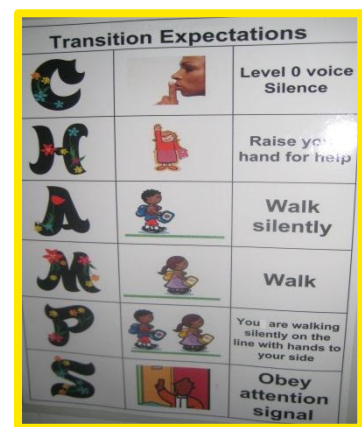 Transition Expectations
C
Level 0 voice
Silence
H
Raise your
hand for help
A
Walk
silently
M
Walk
P
You are walking
silently on the
line with hands to
your side
S
Obey
attention
signal